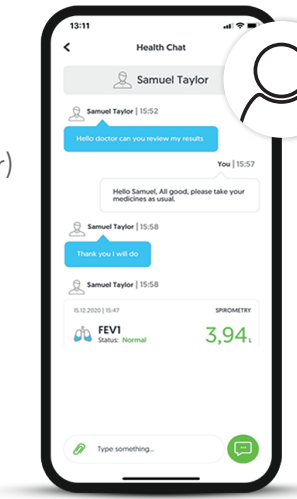 13:11
Health Chat
Samuel Taylor
Samuel Taylor | 15:52
Hello doctor can you review my results
You | 15:57
Hello Samuel, All good, please take your
medicines as usual.
Samuel Taylor | 15:58
Thank you I will do
Samuel Taylor | 15:58
15.12.2020 | 15:47 SPIROMETRY
FEV1
Status: Normal
3,94 L
Type something...
r)